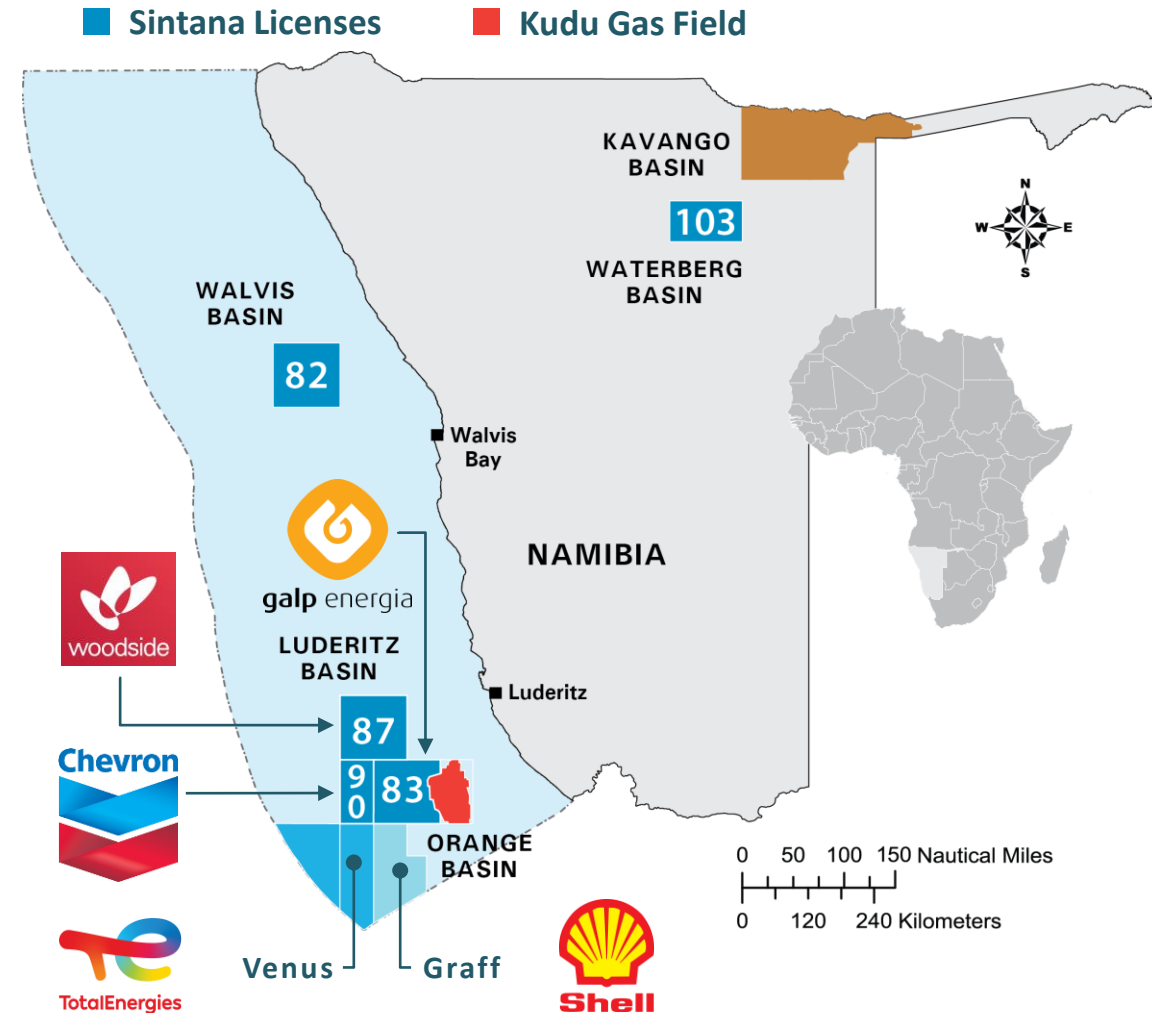 Sintana Licenses
Kudu Gas Field
KAVANGO
BASIN
103
WATERBERG
BASIN
N
W
E
S
WALVIS
BASIN
82
Walvis
Bay
galp energia
NAMIBIA
woodside
LUDERITZ
BASIN
Luderitz
87
Chevron
9
0
83
ORANGE
BASIN
0 50 100 150 Nautical Miles
0 120 240 Kilometers
Venus
Graff
TotalEnergies
Shell